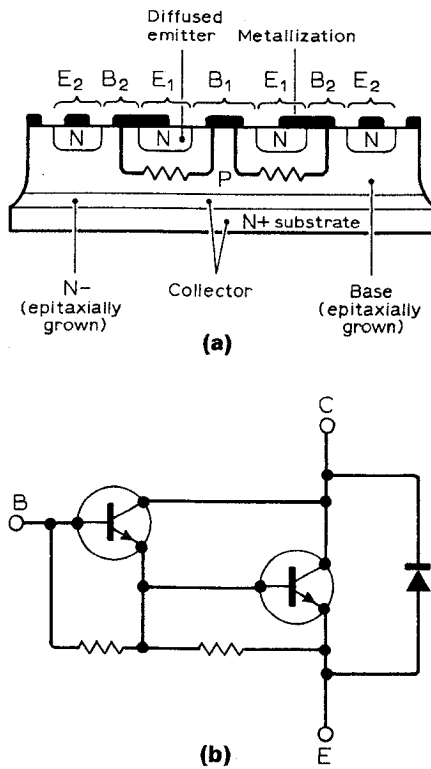 Diffused
emitter
Metallization
E2 B2 E1 B1 E1 B2 E2
N N N N
P
N+ substrate
N–
(epitaxially
grown)
Collector
Base
(epitaxially
grown)
(a)
C
B
E
(b)